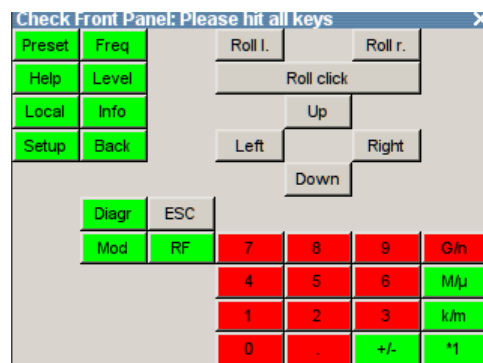 Check Front Panel: Please hit all keys X
Preset Freq Roll l. Roll r.
Help Level Roll click
Local Info Up
Setup Back Left Right
Down
Diagr ESC
Mod RF 7 8 9 G/n
4 5 6 M/µ
1 2 3 k/m
0 . +/- *1